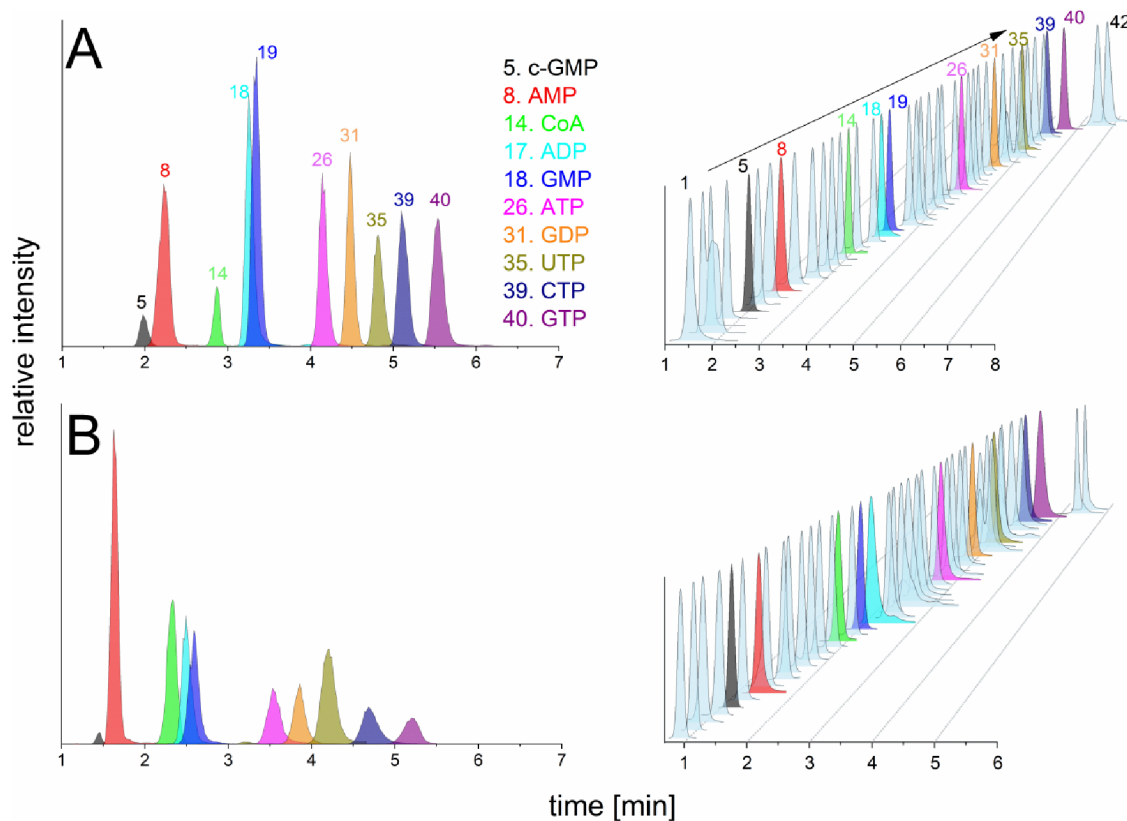 A
19
18
31
8
26
39
40
35
14
5
5. c-GMP
8. AMP
14. CoA
17. ADP
18. GMP
26. ATP
31. GDP
35. UTP
39. CTP
40. GTP
1 2 3 4 5 6 7
1
5
8
14
18
19
26
31
35
39
40
42
1 2 3 4 5 6 7 8
relative intensity
B
1 2 3 4 5 6 7
1 2 3 4 5 6
time [min]